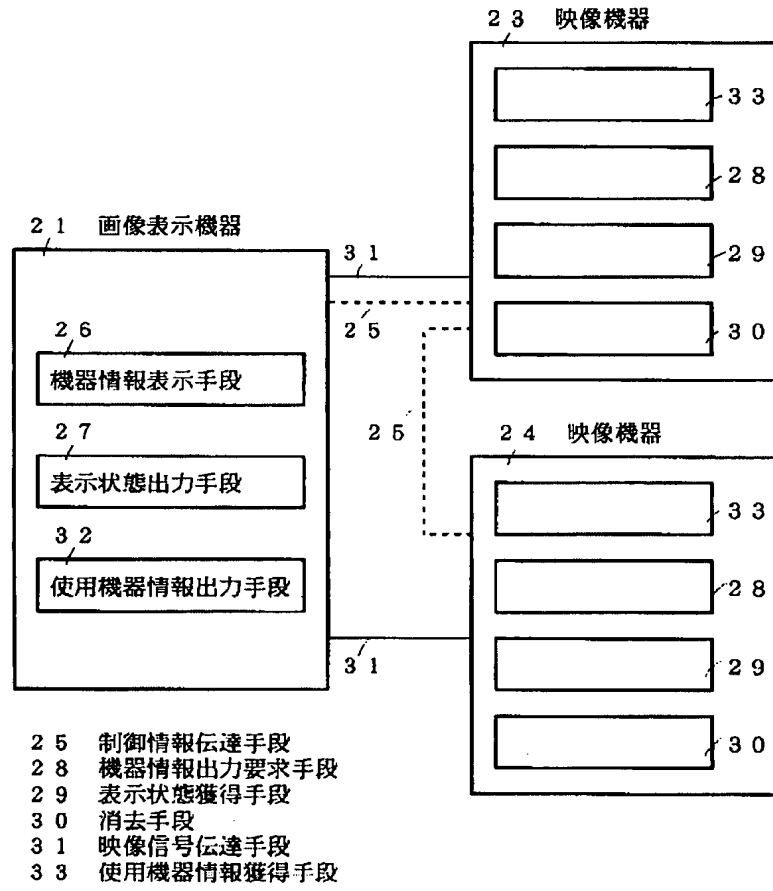 ２３ 映像機器
３３
２８
２９
３０
２１ 画像表示機器
３１
２５
２６
機器情報表示手段
２７
表示状態出力手段
３２
使用機器情報出力手段
２５
２４ 映像機器
３３
２８
２９
３０
３１
２５ 制御情報伝達手段
２８ 機器情報出力要求手段
２９ 表示状態獲得手段
３０ 消去手段
３１ 映像信号伝達手段
３３ 使用機器情報獲得手段